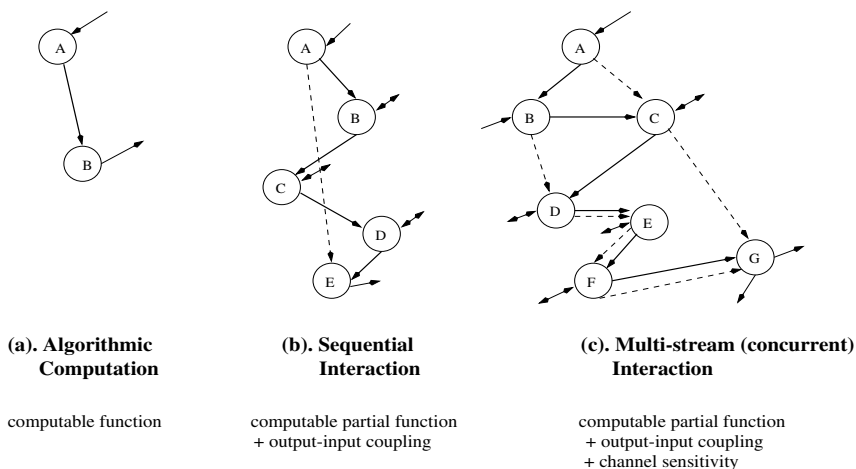 A
B
A
B
C
D
E
A
B
C
D
E
F
G
(a). Algorithmic
Computation
(b). Sequential
Interaction
(c). Multi-stream (concurrent)
Interaction
computable function
computable partial function
+ output-input coupling
computable partial function
+ output-input coupling
+ channel sensitivity